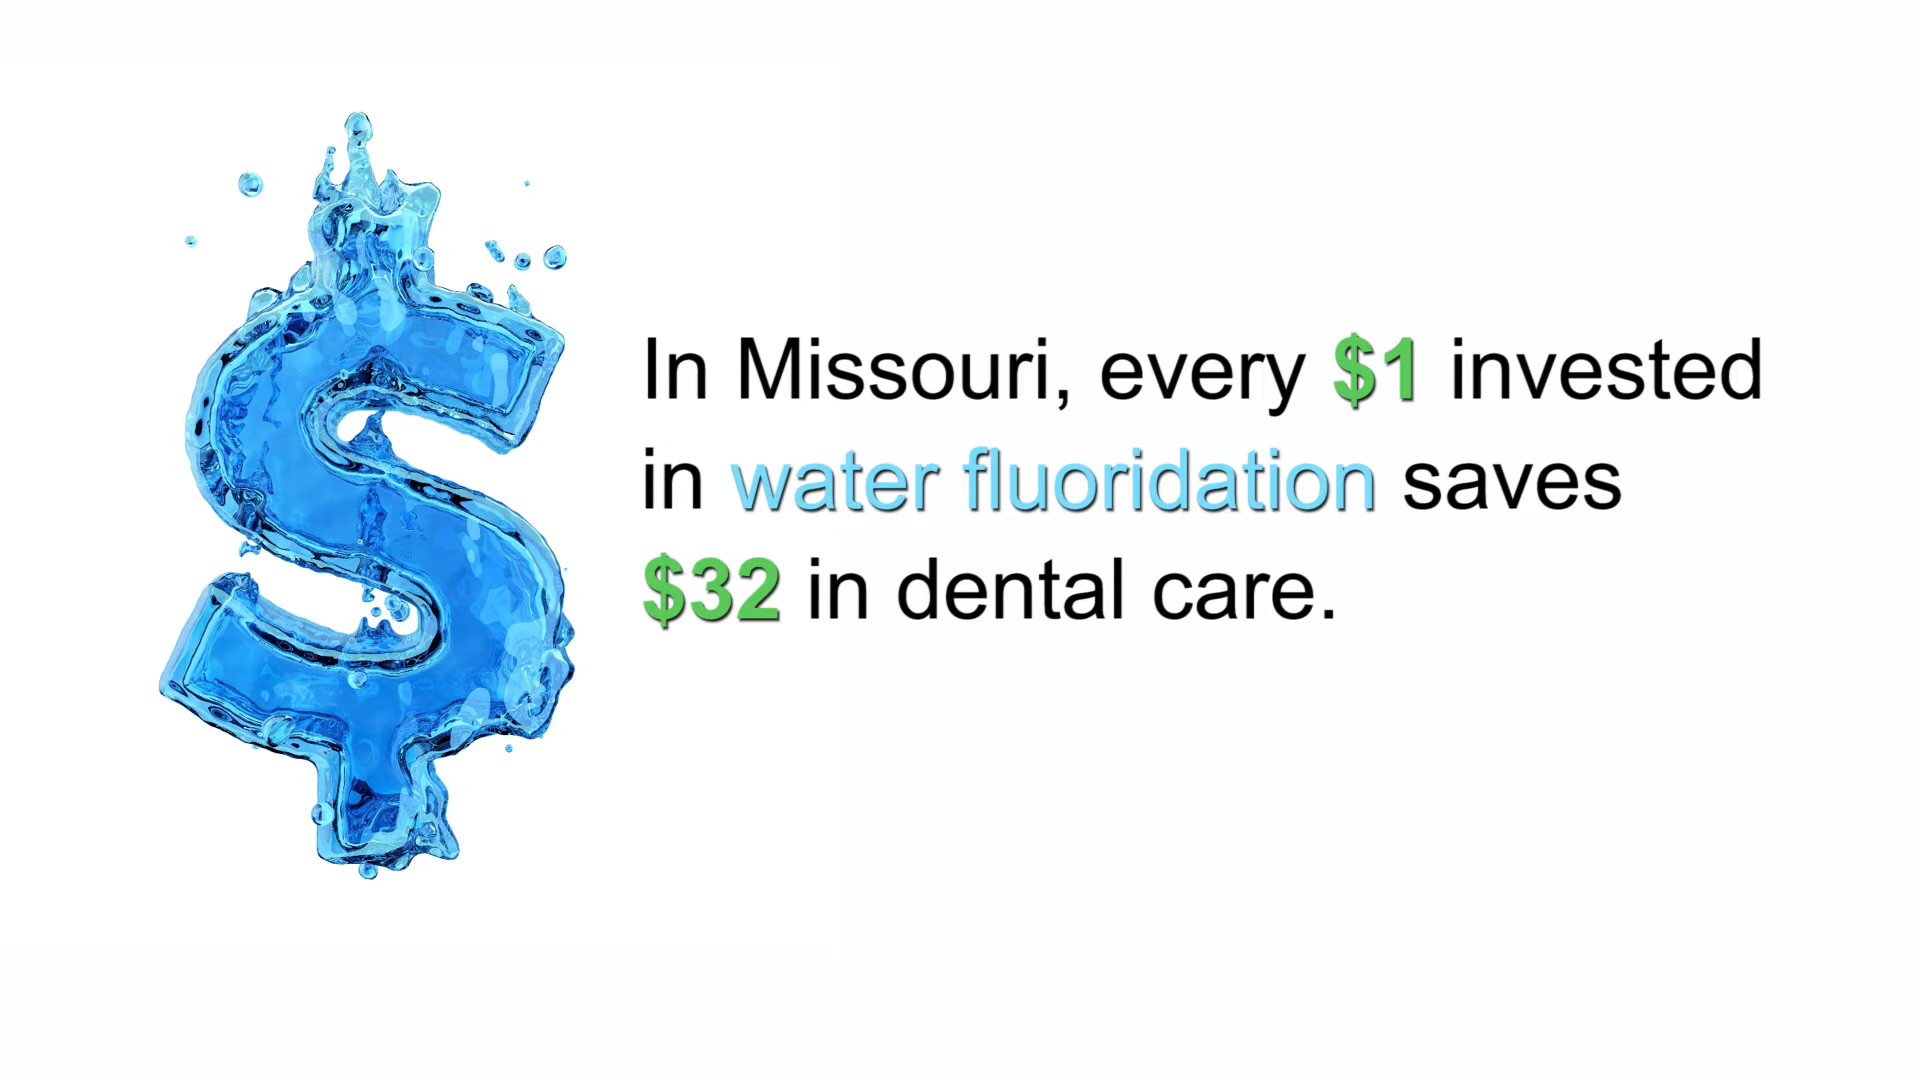 In Missouri, every $1 invested
in water fluoridation saves
$32 in dental care.